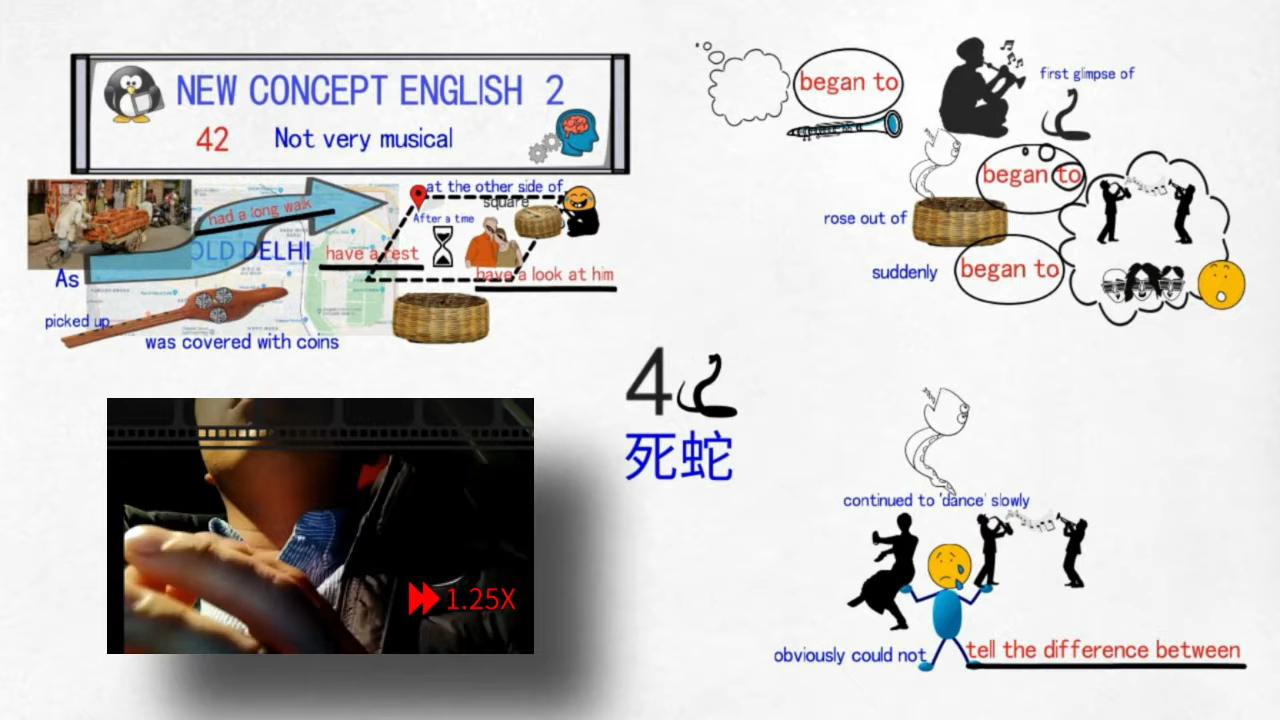 NEW CONCEPT ENGLISH 2
42 Not very musical
at the other side of
square
had a long walk
After a tme
OLD DELHI
have a rest
have a look at him
As
picked up
was covered with coins
began to
first glimpse of
began to
rose out of
suddenly
began to
4
死蛇
continued to 'dance' slowly
obviously could not
tell the difference between
1.25X